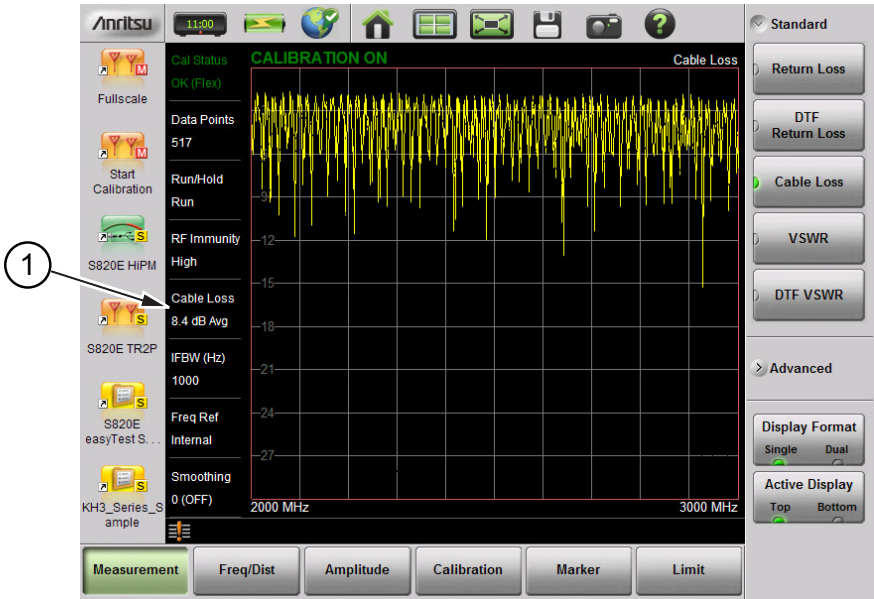 Anritsu
11:00
?
Standard
Fullscale
M
Start
Calibration
M
S820E HiPM
S
S820E TR2P
S
S820E
easyTest S. . .
S
KH3_Series_S
ample
S
1
Cal Status
OK (Flex)
Data Points
517
Run/Hold
Run
RF Immunity
High
Cable Loss
8.4 dB Avg
IFBW (Hz)
1000
Freq Ref
Internal
Smoothing
0 (OFF)
CALIBRATION ON
Cable Loss
-9
-12
-15
-18
-21
-24
-27
2000 MHz
3000 MHz
Return Loss
DTF
Return Loss
Cable Loss
VSWR
DTF VSWR
Advanced
Display Format
Single Dual
Active Display
Top Bottom
Measurement
Freq/Dist
Amplitude
Calibration
Marker
Limit